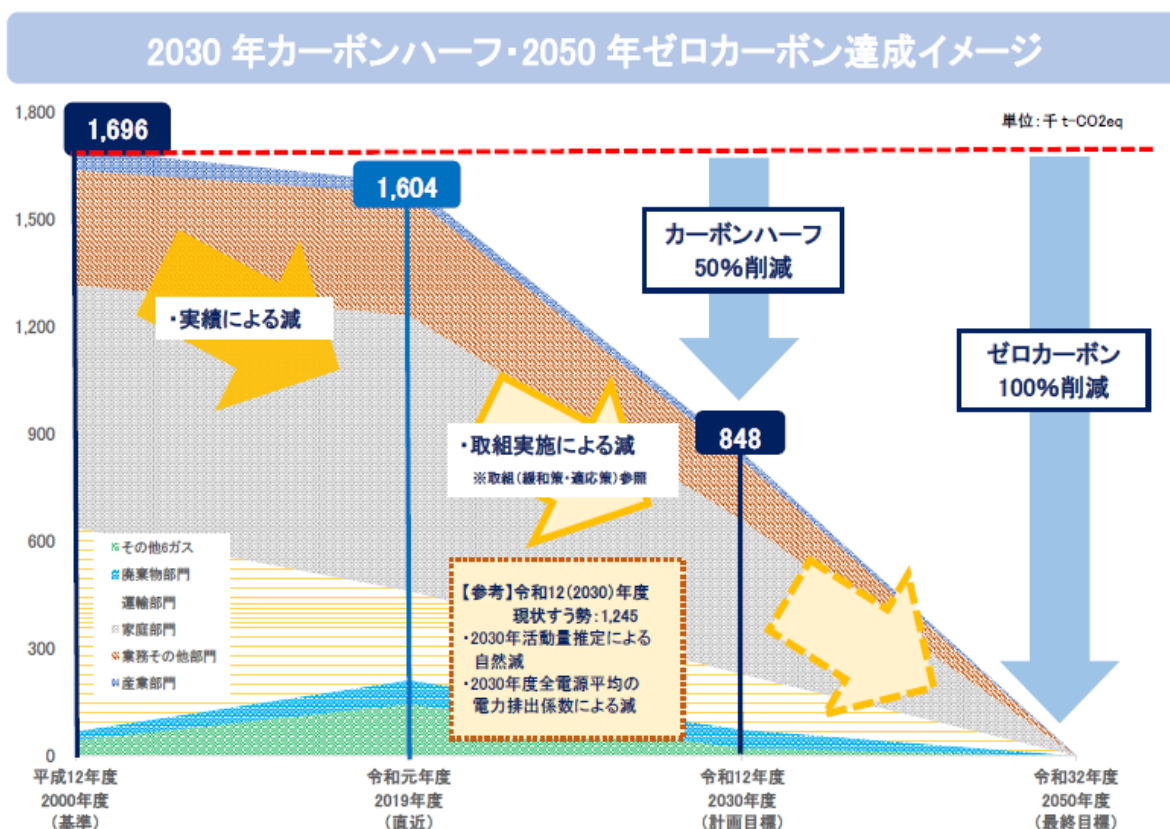 2030 年カーボンハーフ・2050 年ゼロカーボン達成イメージ
単位:千 t-CO2eq
1,800
1,500
1,200
900
600
300
0
1,696
1,604
848
カーボンハーフ
50%削減
ゼロカーボン
100%削減
・実績による減
・取組実施による減
※取組(緩和策・適応策)参照
その他6ガス
廃棄物部門
運輸部門
家庭部門
業務その他部門
産業部門
【参考】令和12(2030)年度
現状すう勢:1,245
・2030年活動量推定による
自然減
・2030年度全電源平均の
電力排出係数による減
平成12年度
2000年度
(基準)
令和元年度
2019年度
(直近)
令和12年度
2030年度
(計画目標)
令和32年度
2050年度
(最終目標)